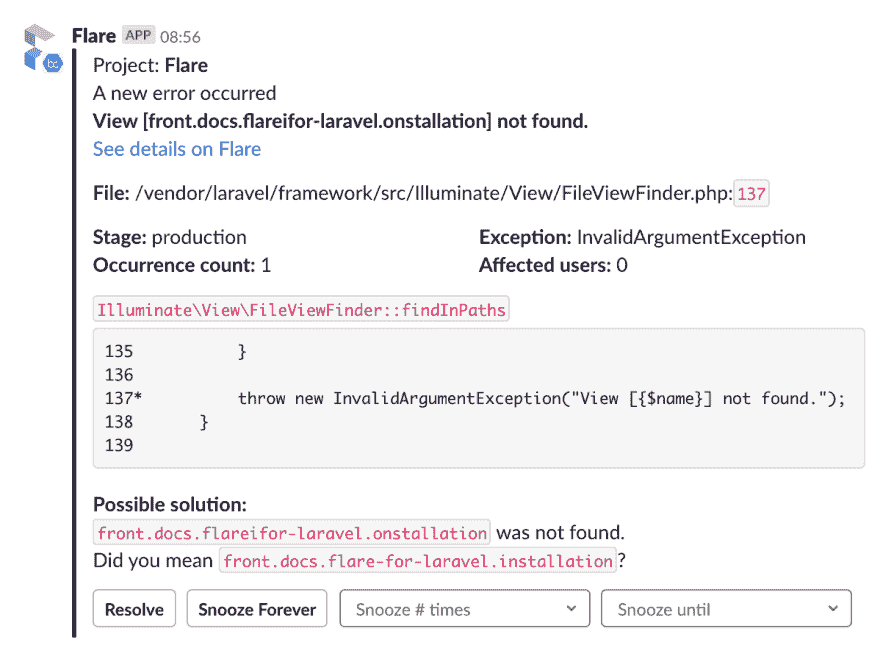 Flare APP 08:56
bc
Project: Flare
A new error occurred
View [front.docs.flareifor-laravel.onstallation] not found.
See details on Flare
File: /vendor/laravel/framework/src/Illuminate/View/FileViewFinder.php:137
Stage: production Exception: InvalidArgumentException
Occurrence count: 1 Affected users: 0
Illuminate\View\FileViewFinder::findInPaths
135         }
136
137*        throw new InvalidArgumentException("View [{$name}] not found.");
138     }
139
Possible solution:
front.docs.flareifor-laravel.onstallation was not found.
Did you mean front.docs.flare-for-laravel.installation?
Resolve Snooze Forever Snooze # times Snooze until